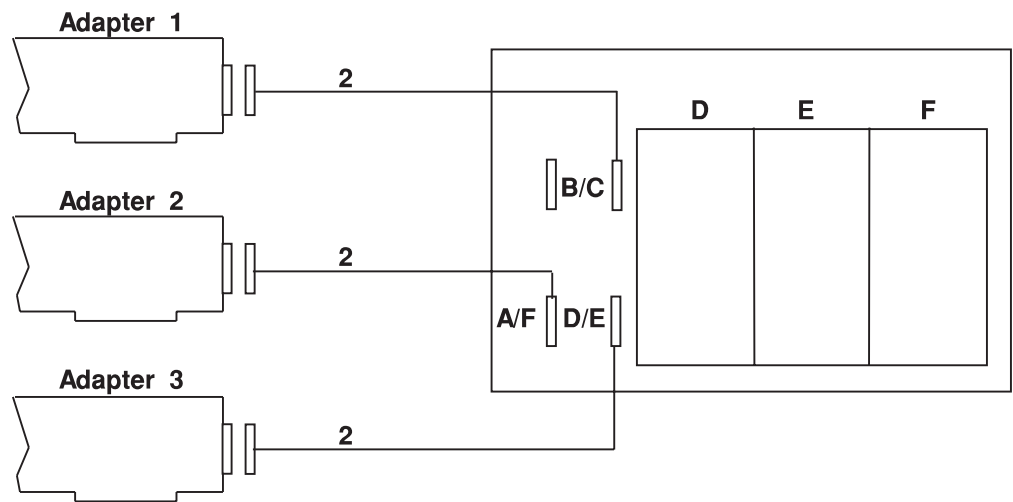 Adapter 1
2
D E F
B/C
Adapter 2
2
A/F D/E
Adapter 3
2